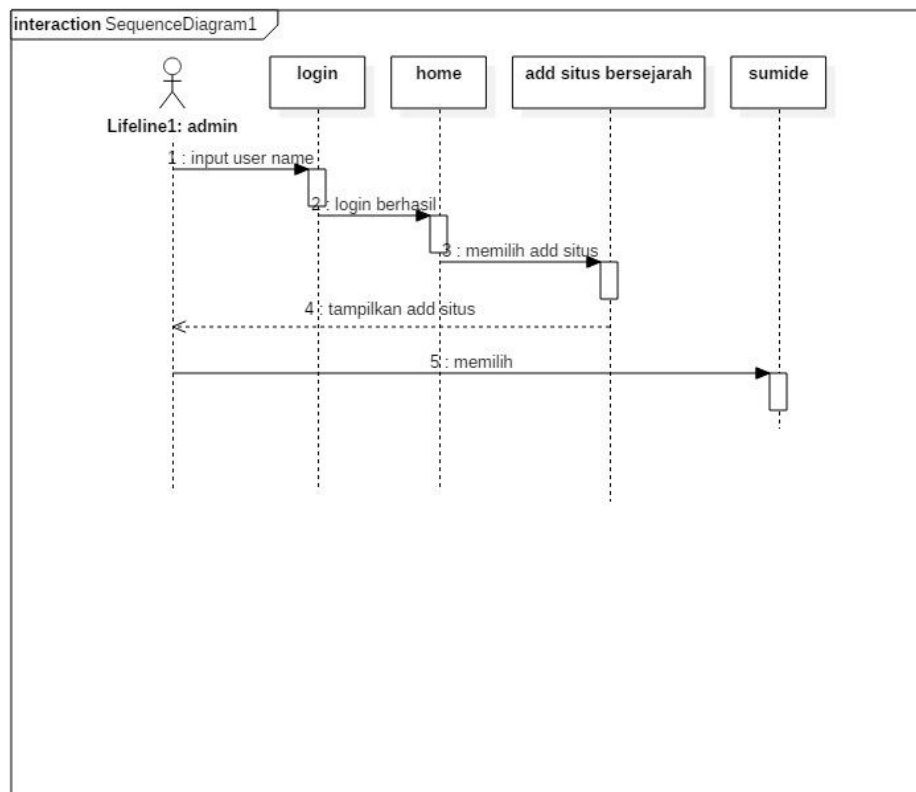 interaction SequenceDiagram1
login
home
add situs bersejarah
sumide
Lifeline1: admin
1 : input user name
2 : login berhasil
3 : memilih add situs
4 : tampilkan add situs
5 : memilih